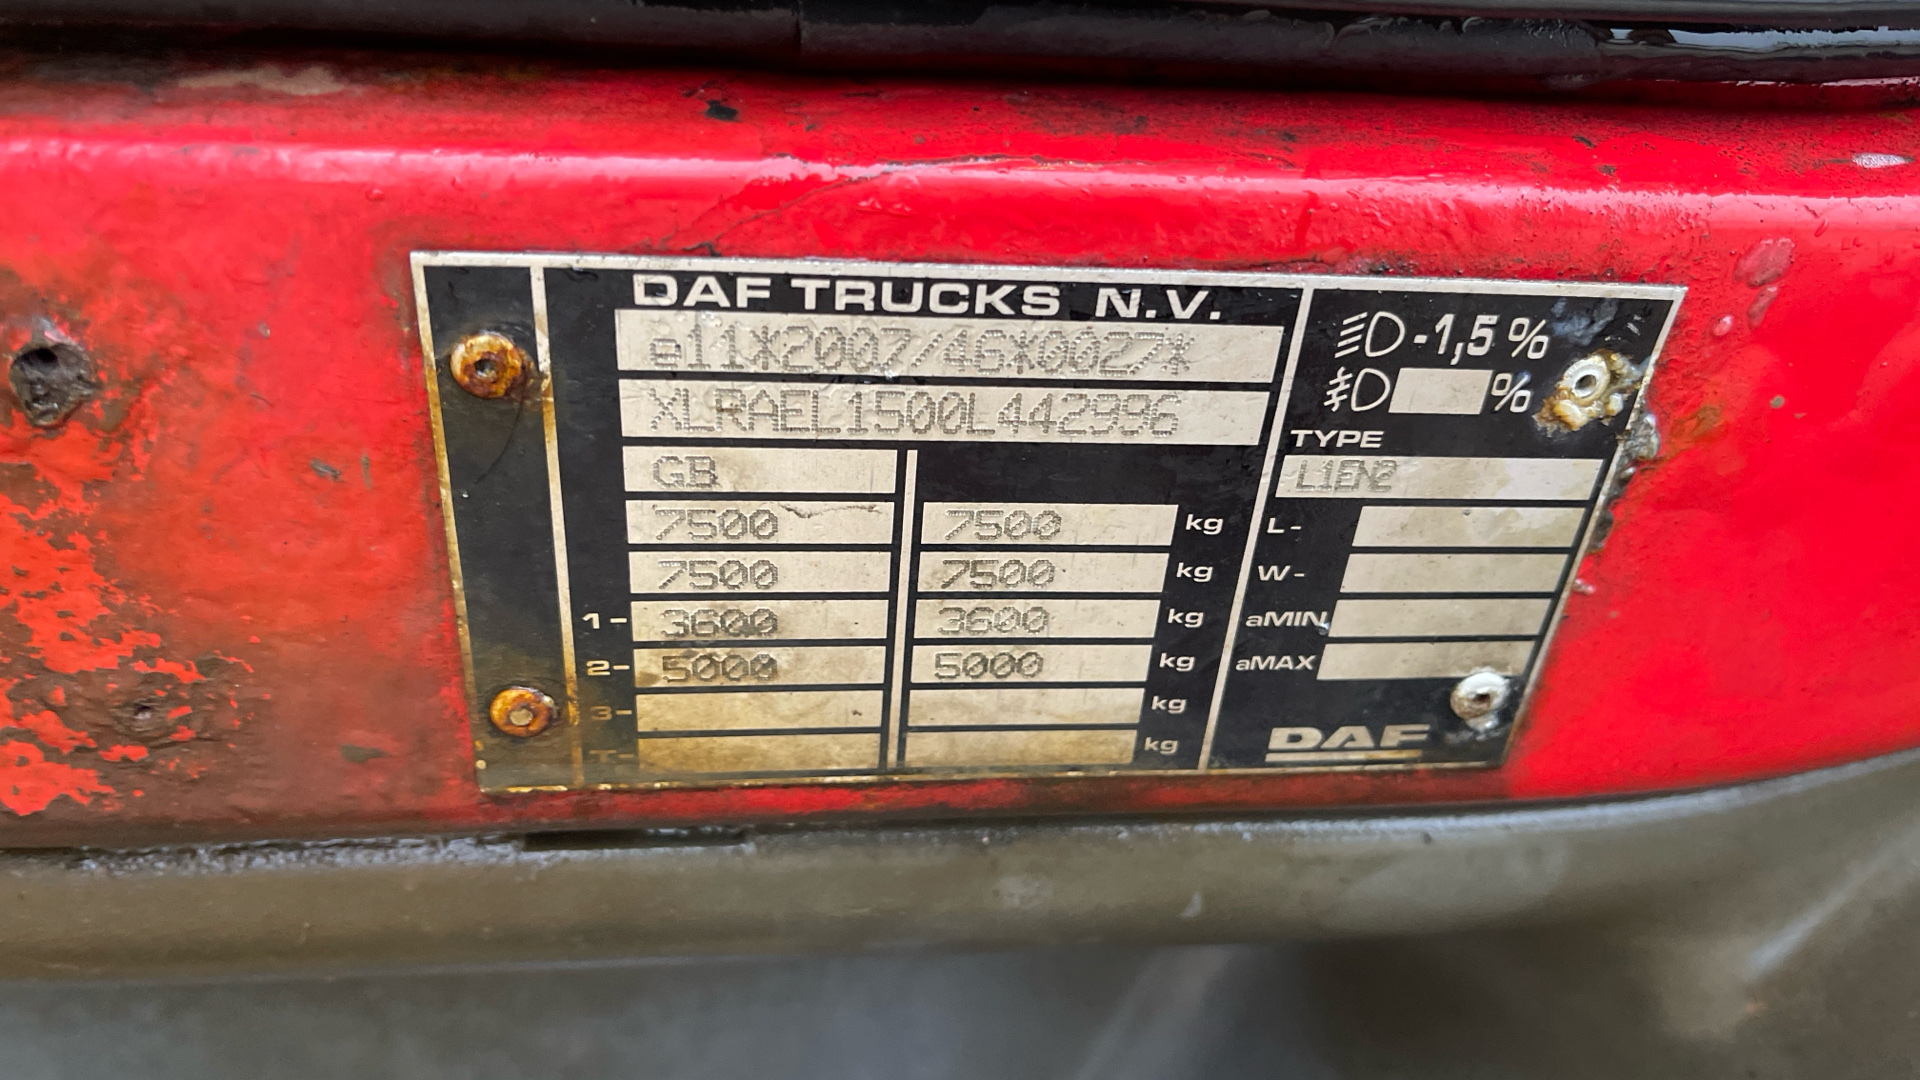 DAF TRUCKS N.V.
e11*2007/46*0027*
XLRAEL1500L442996
GB
7500 7500 kg
7500 7500 kg
1- 3600 3600 kg
2- 5000 5000 kg
3- kg
T- kg
-1,5 %
%
TYPE
L1EN2
L-
W-
aMIN
aMAX
DAF